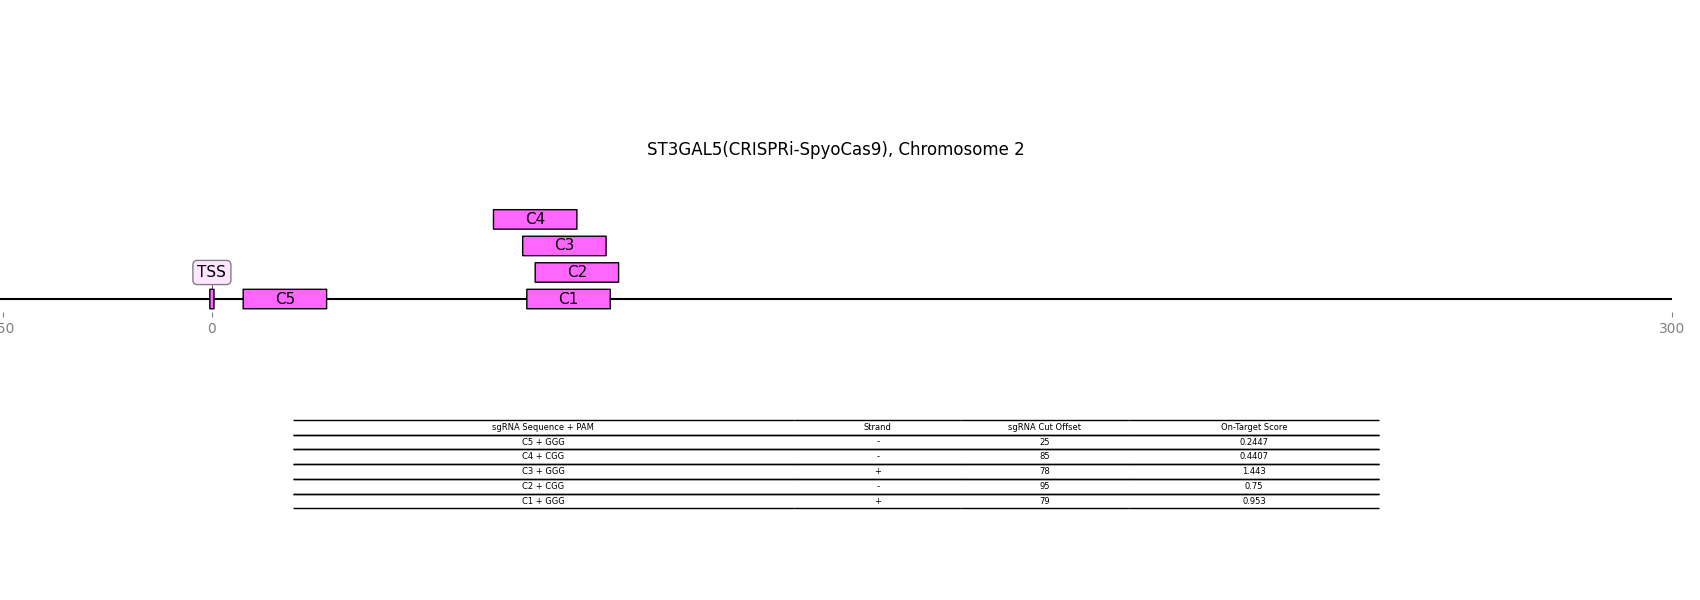 ST3GAL5(CRISPRi-SpyoCas9), Chromosome 2
C4
C3
TSS C2
C5 C1
50 0 300
sgRNA Sequence + PAM Strand sgRNA Cut Offset On-Target Score
C5 + GGG - 25 0.2447
C4 + CGG - 85 0.4407
C3 + GGG + 78 1.443
C2 + CGG - 95 0.75
C1 + GGG + 79 0.953